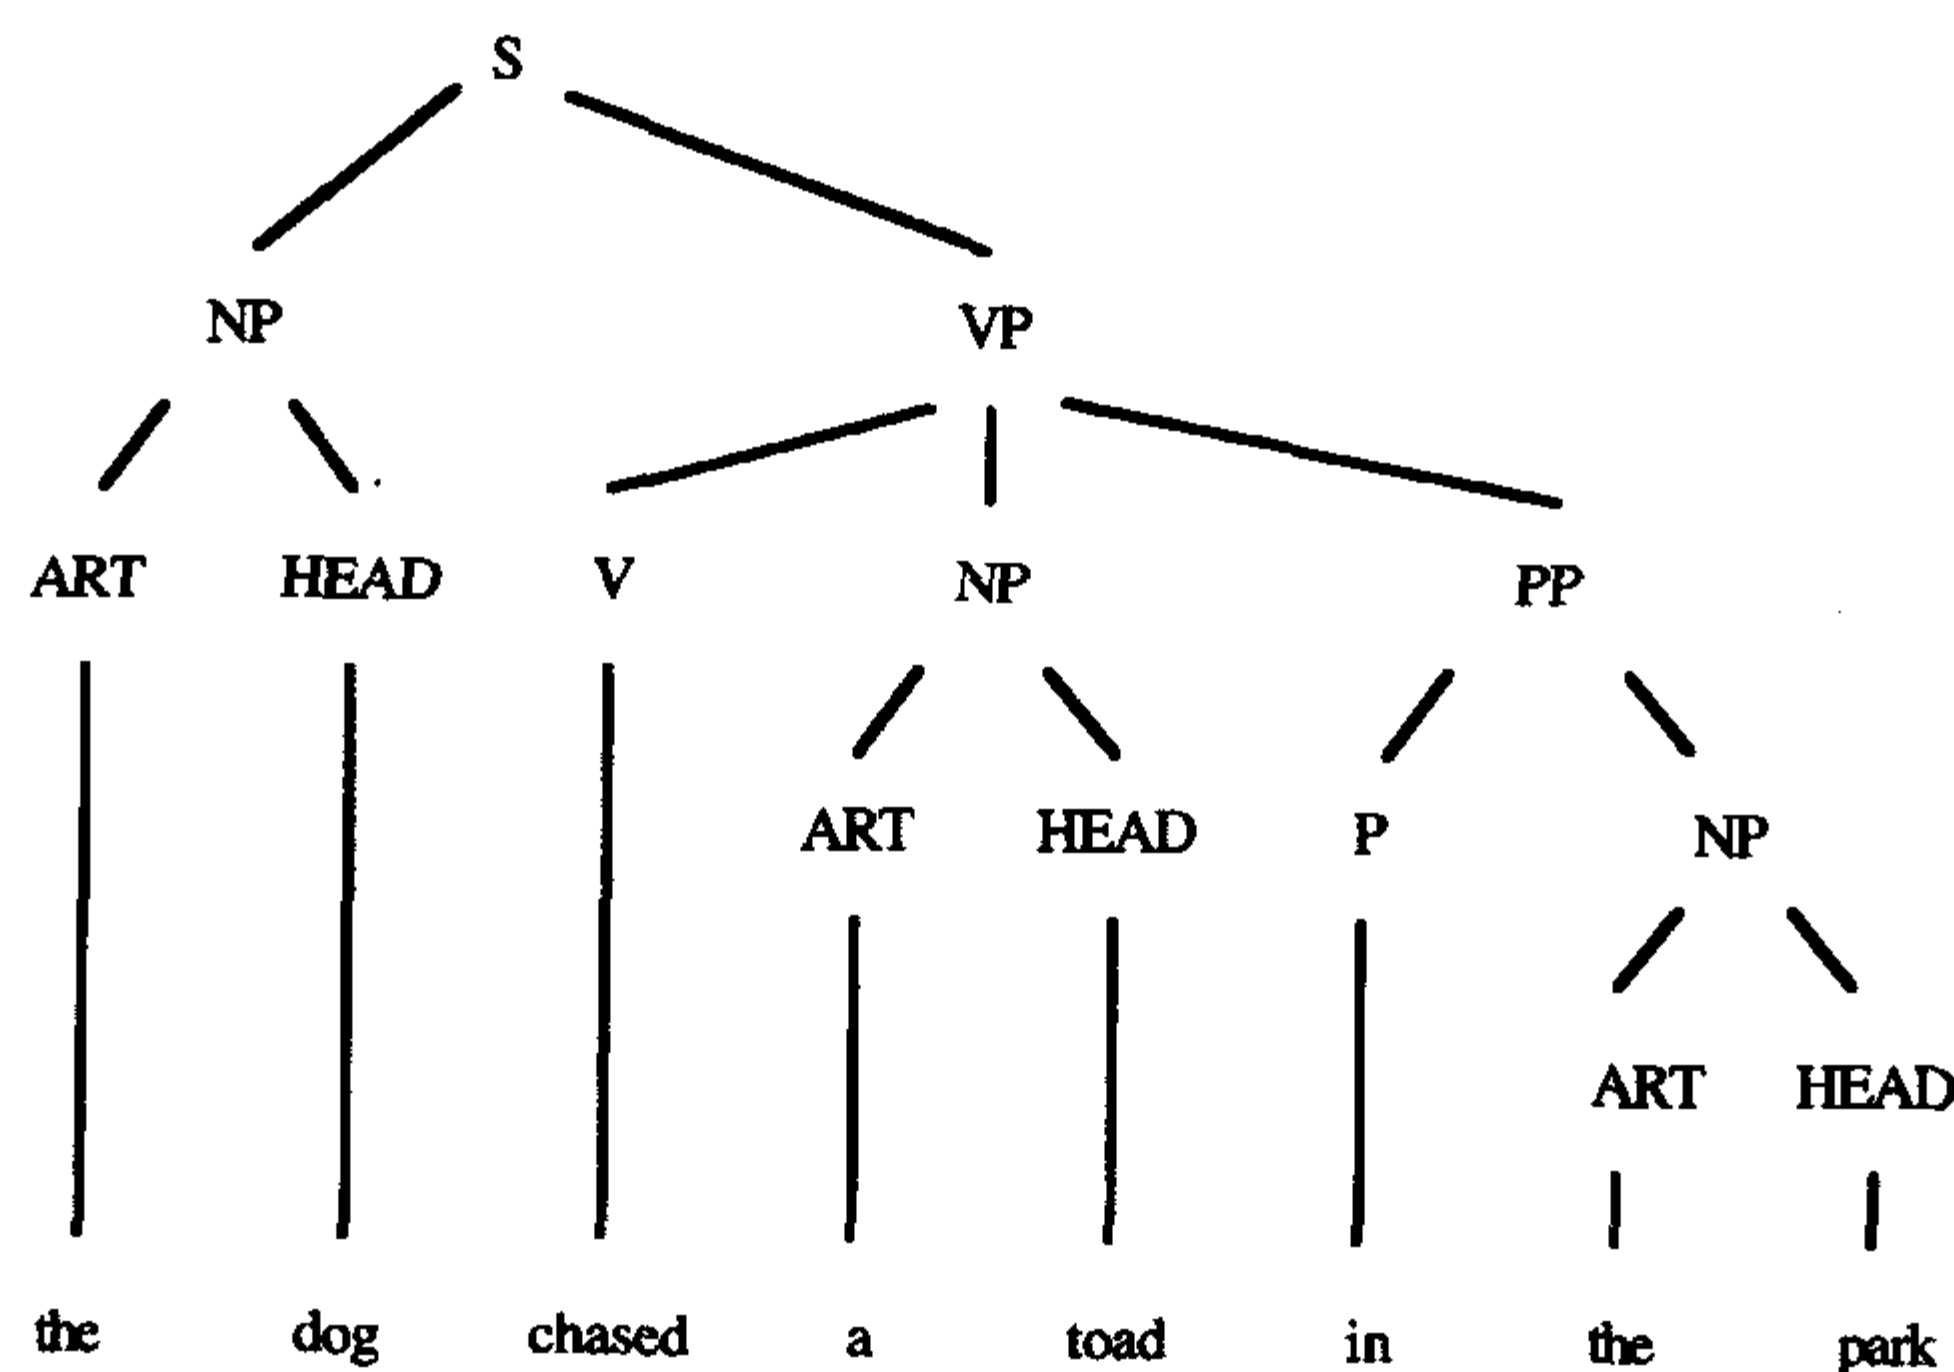 S
NP VP
ART HEAD V NP PP
ART HEAD P NP
ART HEAD
the dog chased a toad in the park